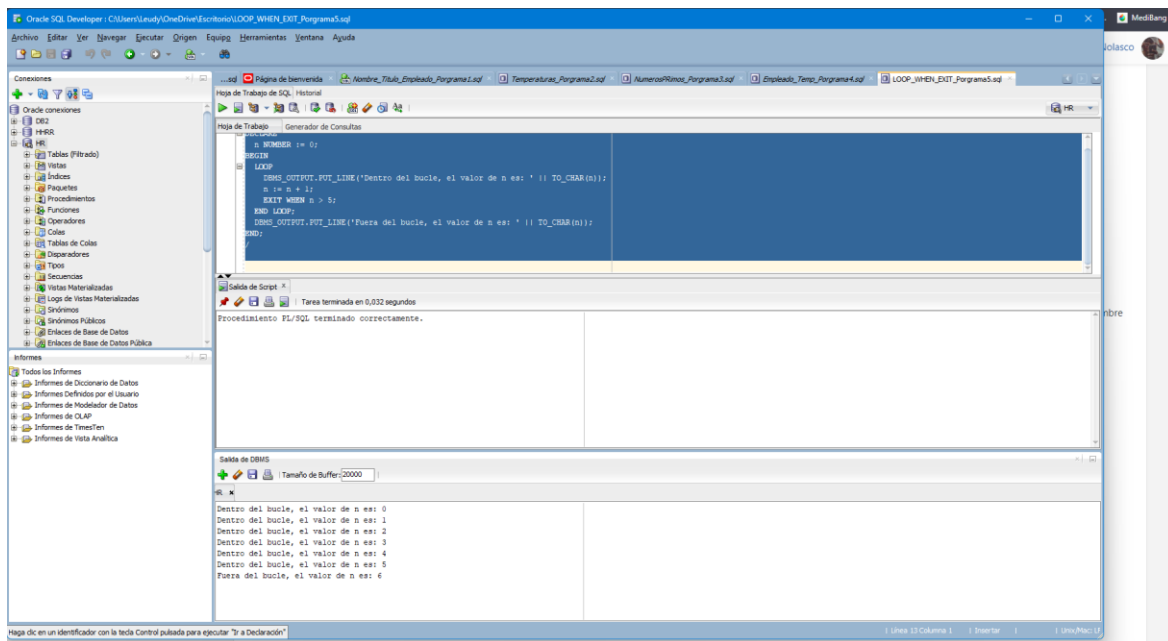 Oracle SQL Developer : C:\Users\Leudy\OneDrive\Escritorio\LOOP_WHEN_EXIT_Porgrama5.sql
MediBang
Archivo Editar Ver Navegar Ejecutar Origen Equipo Herramientas Ventana Ayuda
Nolasco
Conexiones
...sql Página de bienvenida Nombre_Titulo_Empleado_Porgrama1.sql Temperaturas_Porgrama2.sql NumerosPRimos_Porgrama3.sql Empleado_Temp_Porgrama4.sql LOOP_WHEN_EXIT_Porgrama5.sql
Hoja de Trabajo de SQL Historial
HR
Hoja de Trabajo Generador de Consultas
Oracle conexiones
DB2
HHRR
HR
Tablas (Filtrado)
Vistas
Índices
Paquetes
Procedimientos
Funciones
Operadores
Colas
Tablas de Colas
Disparadores
Tipos
Secuencias
Vistas Materializadas
Logs de Vistas Materializadas
Sinónimos
Sinónimos Públicos
Enlaces de Base de Datos
Enlaces de Base de Datos Pública
DECLARE
n NUMBER := 0;
BEGIN
LOOP
DBMS_OUTPUT.PUT_LINE('Dentro del bucle, el valor de n es: ' || TO_CHAR(n));
n := n + 1;
EXIT WHEN n > 5;
END LOOP;
DBMS_OUTPUT.PUT_LINE('Fuera del bucle, el valor de n es: ' || TO_CHAR(n));
END;
/
Salida de Script
Tarea terminada en 0,032 segundos
Procedimiento PL/SQL terminado correctamente.
mbre
Informes
Todos los Informes
Informes de Diccionario de Datos
Informes Definidos por el Usuario
Informes de Modelador de Datos
Informes de OLAP
Informes de TimesTen
Informes de Vista Analítica
Salida de DBMS
Tamaño de Buffer: 20000
HR
Dentro del bucle, el valor de n es: 0
Dentro del bucle, el valor de n es: 1
Dentro del bucle, el valor de n es: 2
Dentro del bucle, el valor de n es: 3
Dentro del bucle, el valor de n es: 4
Dentro del bucle, el valor de n es: 5
Fuera del bucle, el valor de n es: 6
Haga clic en un identificador con la tecla Control pulsada para ejecutar "Ir a Declaración"
Línea 13 Columna 1 Insertar Unix/Mac: LF